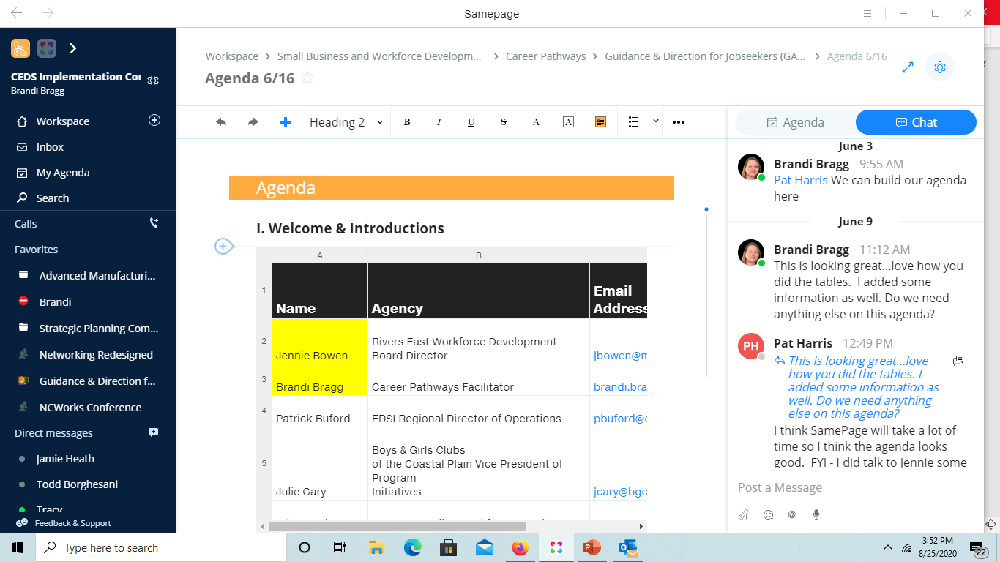 Samepage
CEDS Implementation Cor
Brandi Bragg
Workspace
Inbox
My Agenda
Search
Calls
Favorites
Advanced Manufacturi...
Brandi
Strategic Planning Com...
Networking Redesigned
Guidance & Direction f...
NCWorks Conference
Direct messages
Jamie Heath
Todd Borghesani
Tracy
Feedback & Support
Workspace > Small Business and Workforce Developm... > Career Pathways > Guidance & Direction for Jobseekers (GA... > Agenda 6/16
Agenda 6/16
Heading 2 B I U S A A
Agenda
I. Welcome & Introductions
A B
1 Name Agency Email
Address
2 Jennie Bowen Rivers East Workforce Development
Board Director jbowen@m
3 Brandi Bragg Career Pathways Facilitator brandi.bra
4 Patrick Buford EDSI Regional Director of Operations pbuford@e
5 Julie Cary Boys & Girls Clubs
of the Coastal Plain Vice President of
Program
Initiatives jcary@bgc
Agenda Chat
June 3
Brandi Bragg 9:55 AM
Pat Harris We can build our agenda
here
June 9
Brandi Bragg 11:12 AM
This is looking great...love how you
did the tables. I added some
information as well. Do we need
anything else on this agenda?
PH
Pat Harris 12:49 PM
This is looking great...love
how you did the tables. I
added some information as
well. Do we need anything
else on this agenda?
I think SamePage will take a lot of
time so I think the agenda looks
good. FYI - I did talk to Jennie some
Post a Message
Type here to search
3:52 PM
8/25/2020
22